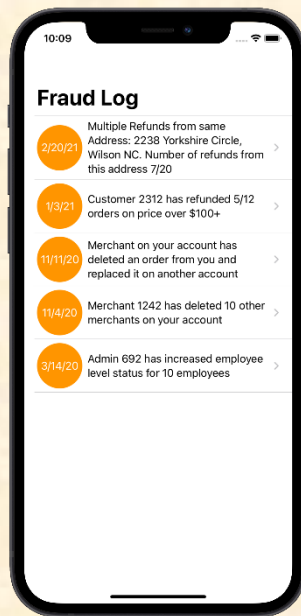 10:09
Fraud Log
2/20/21
Multiple Refunds from same
Address: 2238 Yorkshire Circle,
Wilson NC. Number of refunds from
this address 7/20
1/3/21
Customer 2312 has refunded 5/12
orders on price over $100+
11/11/20
Merchant on your account has
deleted an order from you and
replaced it on another account
11/4/20
Merchant 1242 has deleted 10 other
merchants on your account
3/14/20
Admin 692 has increased employee
level status for 10 employees